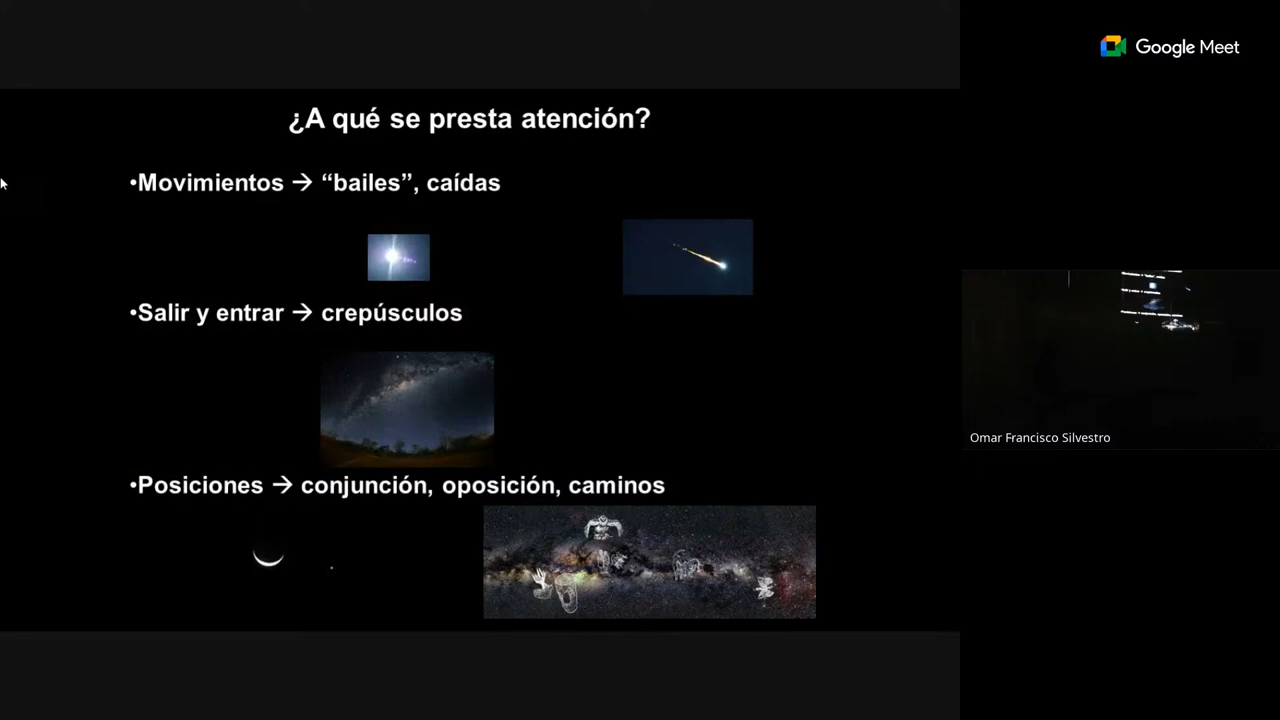 Google Meet
¿A qué se presta atención?
•Movimientos → “bailes”, caídas
•Salir y entrar → crepúsculos
•Posiciones → conjunción, oposición, caminos
Omar Francisco Silvestro